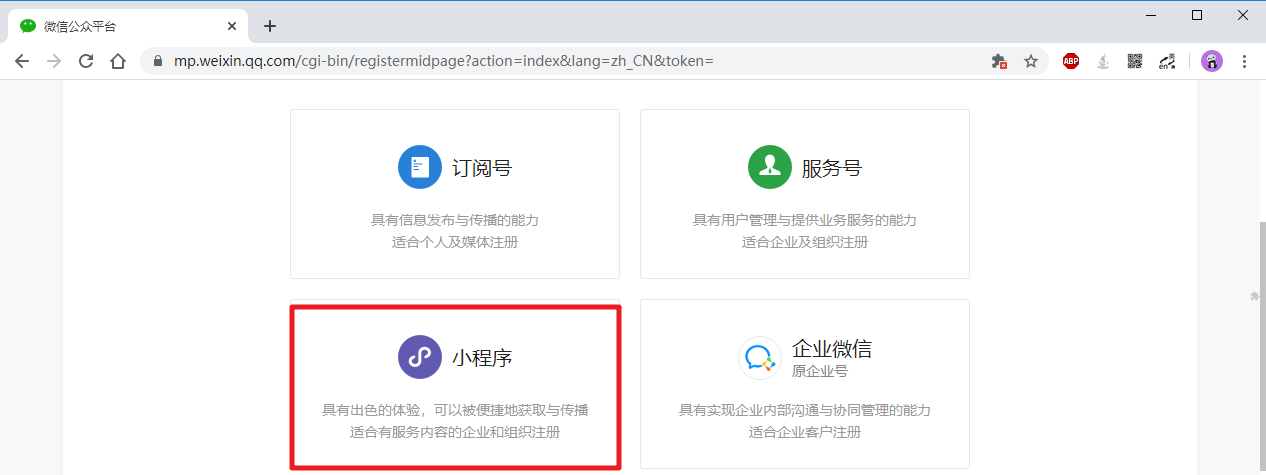 微信公众平台
mp.weixin.qq.com/cgi-bin/registermidpage?action=index&lang=zh_CN&token=
ABP
en
订阅号
具有信息发布与传播的能力
适合个人及媒体注册
服务号
具有用户管理与提供业务服务的能力
适合企业及组织注册
小程序
具有出色的体验，可以被便捷地获取与传播
适合有服务内容的企业和组织注册
企业微信
原企业号
具有实现企业内部沟通与协同管理的能力
适合企业客户注册